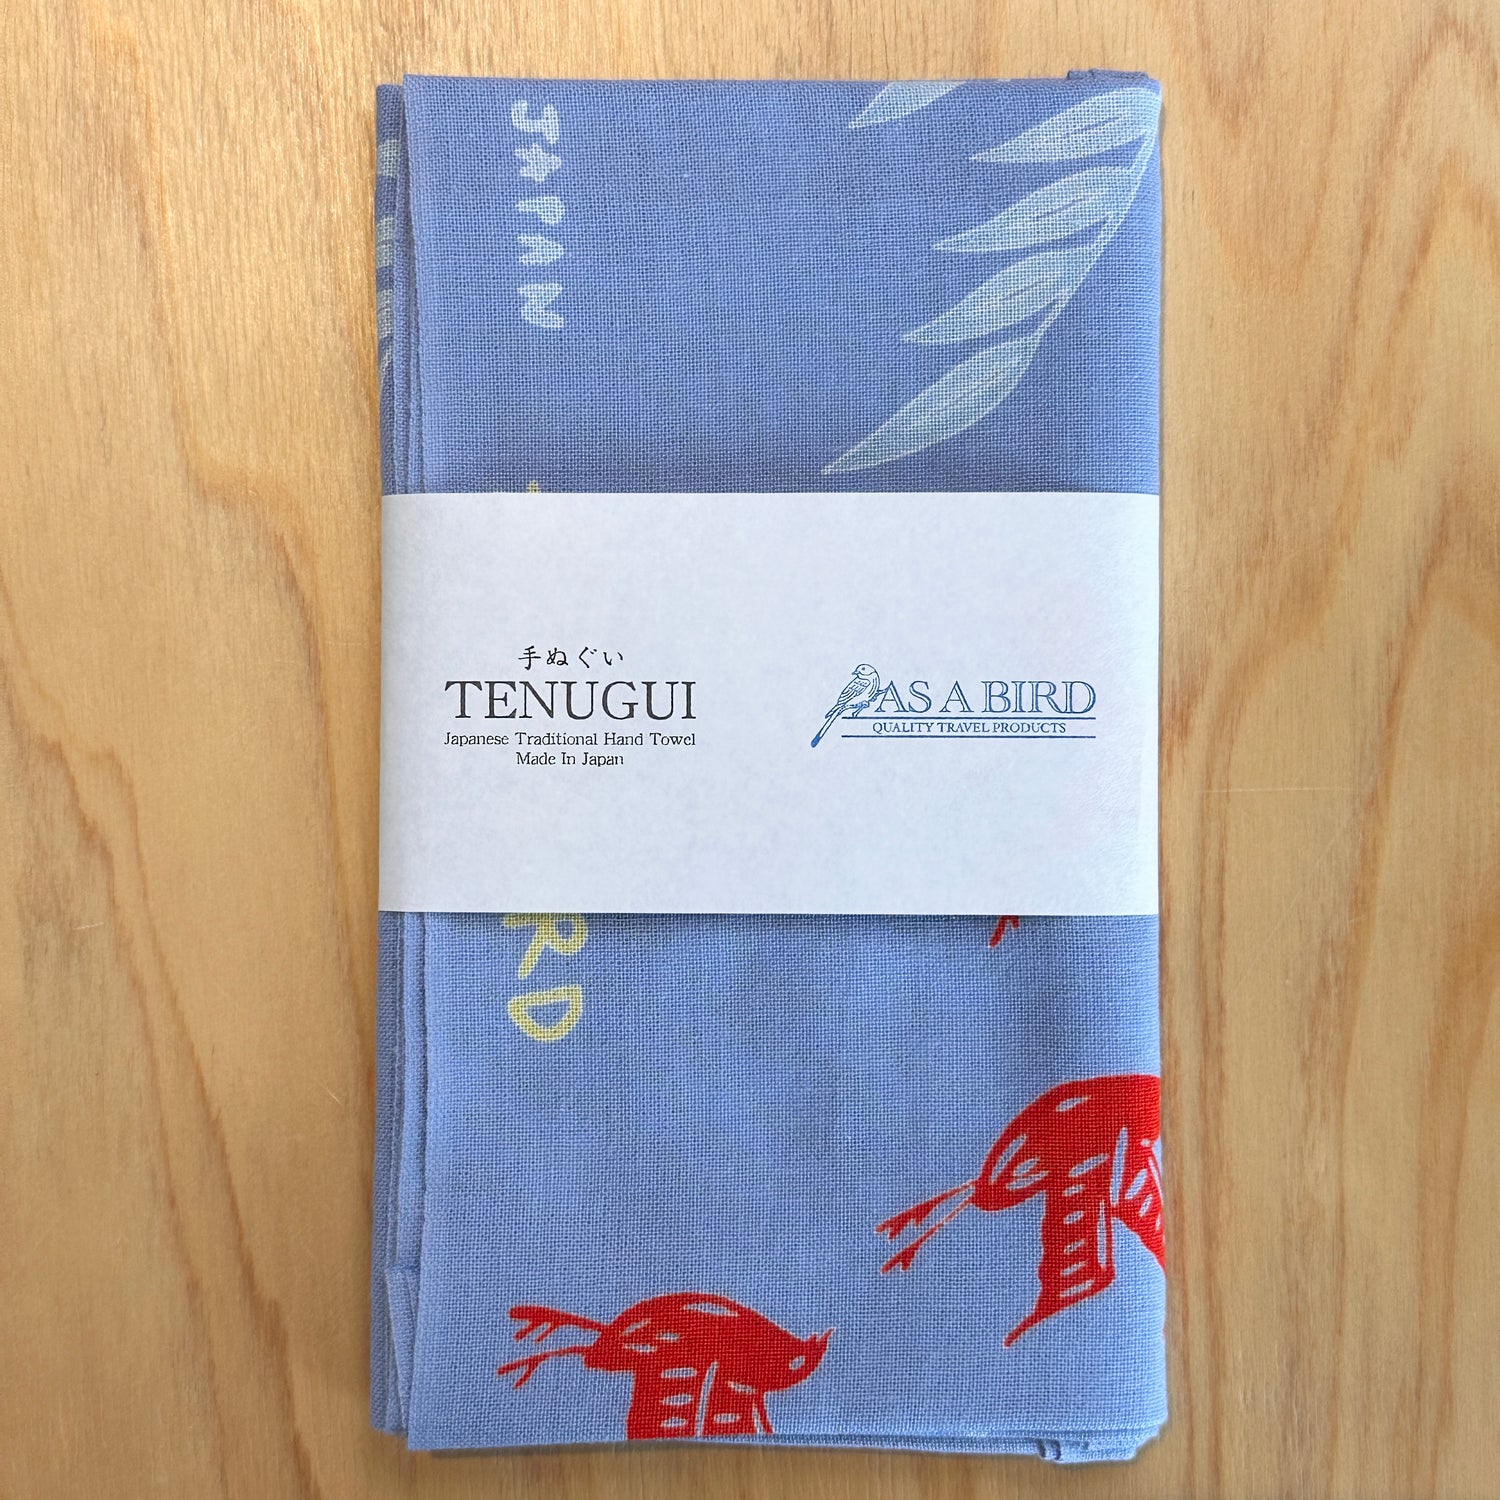 JAPAN
手ぬぐい
TENUGUI
Japanese Traditional Hand Towel
Made In Japan
AS A BIRD
QUALITY TRAVEL PRODUCTS
RD